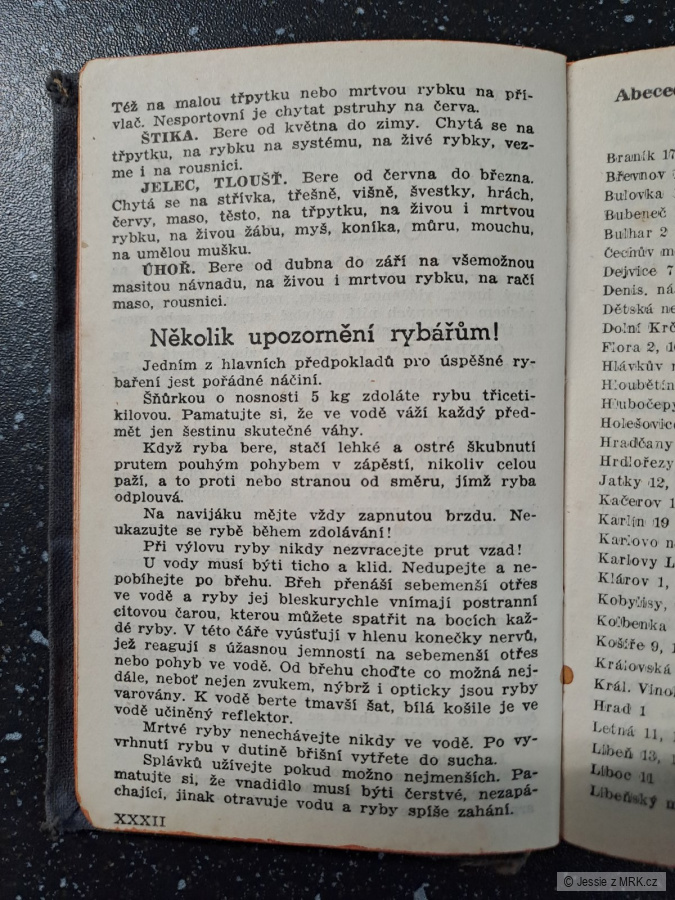 Též na malou třpytku nebo mrtvou rybku na pří-
vlač. Nesportovní je chytat pstruhy na červa.
ŠTIKA. Bere od května do zimy. Chytá se na
třpytku, na rybku na systému, na živé rybky, vez-
me i na rousnici.
JELEC, TLOUŠŤ. Bere od června do března.
Chytá se na střívka, třešně, višně, švestky, hrách,
červy, maso, těsto, na třpytku, na živou i mrtvou
rybku, na živou žábu, myš, koníka, můru, mouchu,
na umělou mušku.
ÚHOŘ. Bere od dubna do září na všemožnou
masitou návnadu, na živou i mrtvou rybku, na račí
maso, rousnici.
Několik upozornění rybářům!
Jedním z hlavních předpokladů pro úspěšné ry-
baření jest pořádné náčiní.
Šňůrkou o nosnosti 5 kg zdoláte rybu třiceti-
kilovou. Pamatujte si, že ve vodě váží každý před-
mět jen šestinu skutečné váhy.
Když ryba bere, stačí lehké a ostré škubnutí
prutem pouhým pohybem v zápěstí, nikoliv celou
paží, a to proti nebo stranou od směru, jímž ryba
odplouvá.
Na navijáku mějte vždy zapnutou brzdu. Ne-
ukazujte se rybě během zdolávání!
Při výlovu ryby nikdy nezvracejte prut vzad!
U vody musí býti ticho a klid. Nedupejte a ne-
pobíhejte po břehu. Břeh přenáší sebemenší otřes
ve vodě a ryby jej bleskurychle vnímají postranní
citovou čarou, kterou můžete spatřit na bocích kaž-
dé ryby. V této čáře vyúsťují v hlenu konečky nervů,
jež reagují s úžasnou jemností na sebemenší otřes
nebo pohyb ve vodě. Od břehu choďte co možná nej-
dále, neboť nejen zvukem, nýbrž i opticky jsou ryby
varovány. K vodě berte tmavší šat, bílá košile je ve
vodě učiněný reflektor.
Mrtvé ryby nenechávejte nikdy ve vodě. Po vy-
vrhnutí rybu v dutině břišní vytřete do sucha.
Splávků užívejte pokud možno nejmenších. Pa-
matujte si, že vnadidlo musí býti čerstvé, nezapá-
chající, jinak otravuje vodu a ryby spíše zahání.
XXXII
Abece
Braník 17
Břevnov
Bulovka
Bubeneč
Bulhar 2
Čechův m
Dejvice 7
Denis. ná
Dětská ne
Dolní Krč
Flora 2,
Hlávkův
Hloubětín
Hlubočepy
Holešovice
Hradčany
Hrdlořezy
Jatky 12,
Kačerov 1
Karlín 19
Karlovo n
Karlovy L
Klárov 1,
Kobylisy,
Kolbenka
Košíře 9, 1
Královská
Král. Vinoh
Hrad 1
Letná 11,
Libeň 13,
Liboc 11
Libeňský m
© Jessie z MRK.cz